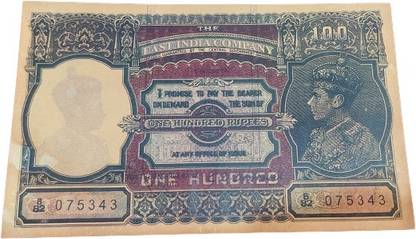 THE
EAST INDIA COMPANY
100
I PROMISE TO PAY THE BEARER
ON DEMAND THE SUM OF
ONE HUNDRED RUPEES
AT ANY OFFICE OF ISSUE
ONE HUNDRED
075343 075343